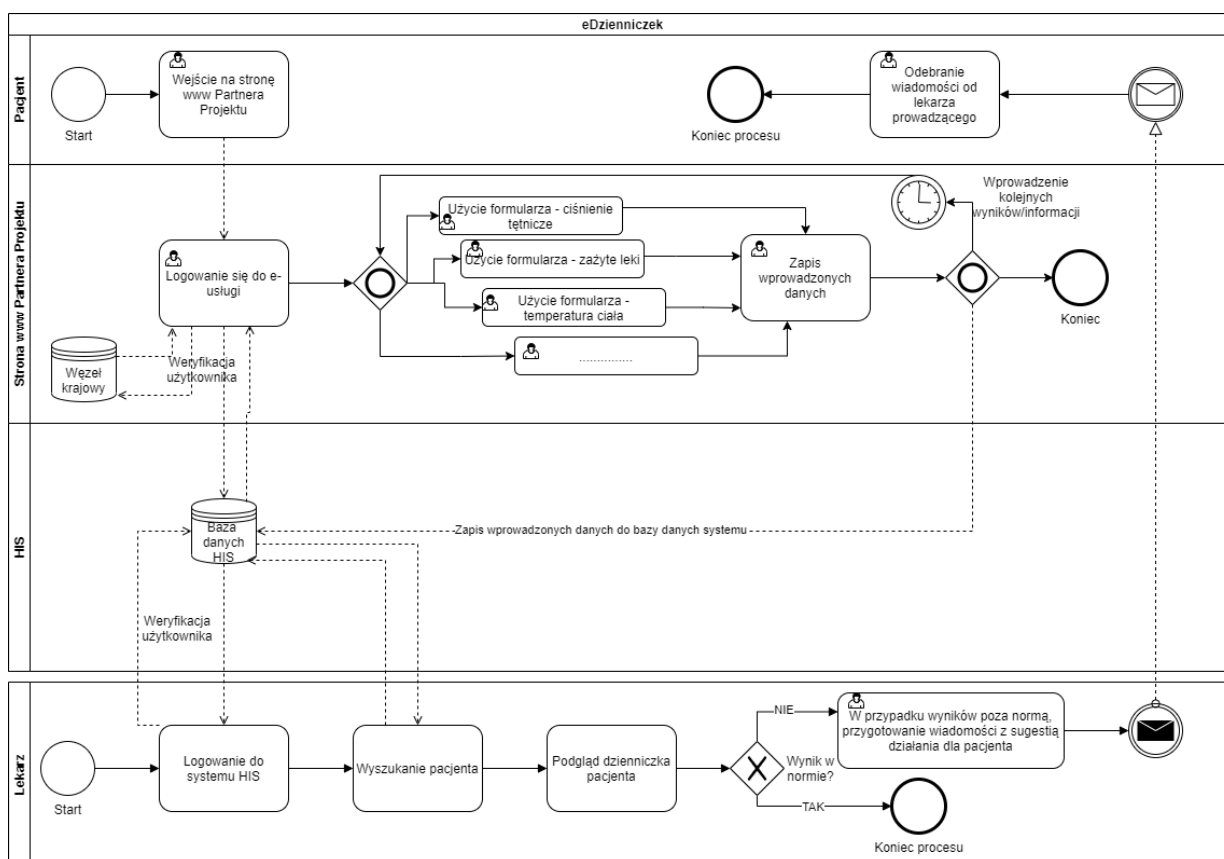 eDzienniczek
Pacjent
Start
Wejście na stronę
www Partnera
Projektu
Koniec procesu
Odebranie
wiadomości od
lekarza
prowadzącego
Strona www Partnera Projektu
Logowanie się do e-
usługi
Węzeł
krajowy
Weryfikacja
użytkownika
Użycie formularza - ciśnienie
tętnicze
Użycie formularza - zażyte leki
Użycie formularza -
temperatura ciała
...............
Zapis
wprowadzonych
danych
Wprowadzenie
kolejnych
wyników/informacji
Koniec
HIS
Baza
danych
HIS
Zapis wprowadzonych danych do bazy danych systemu
Weryfikacja
użytkownika
Lekarz
Start
Logowanie do
systemu HIS
Wyszukanie pacjenta
Podgląd dzienniczka
pacjenta
Wynik w
normie?
NIE
TAK
W przypadku wyników poza normą,
przygotowanie wiadomości z sugestią
działania dla pacjenta
Koniec procesu